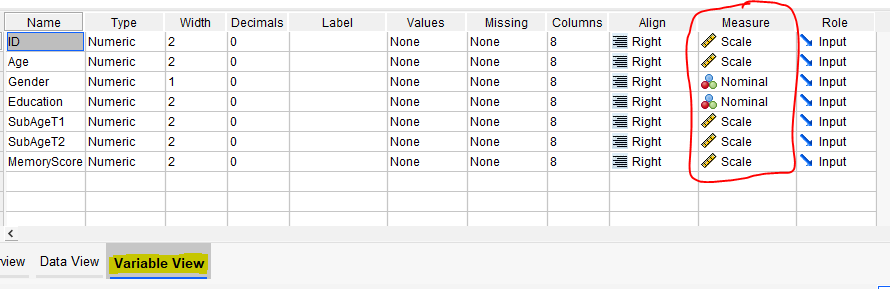 Name Type Width Decimals Label Values Missing Columns Align Measure Role
ID Numeric 2 0 None None 8 Right Scale Input
Age Numeric 2 0 None None 8 Right Scale Input
Gender Numeric 1 0 None None 8 Right Nominal Input
Education Numeric 2 0 None None 8 Right Nominal Input
SubAgeT1 Numeric 2 0 None None 8 Right Scale Input
SubAgeT2 Numeric 2 0 None None 8 Right Scale Input
MemoryScore Numeric 2 0 None None 8 Right Scale Input
view Data View Variable View